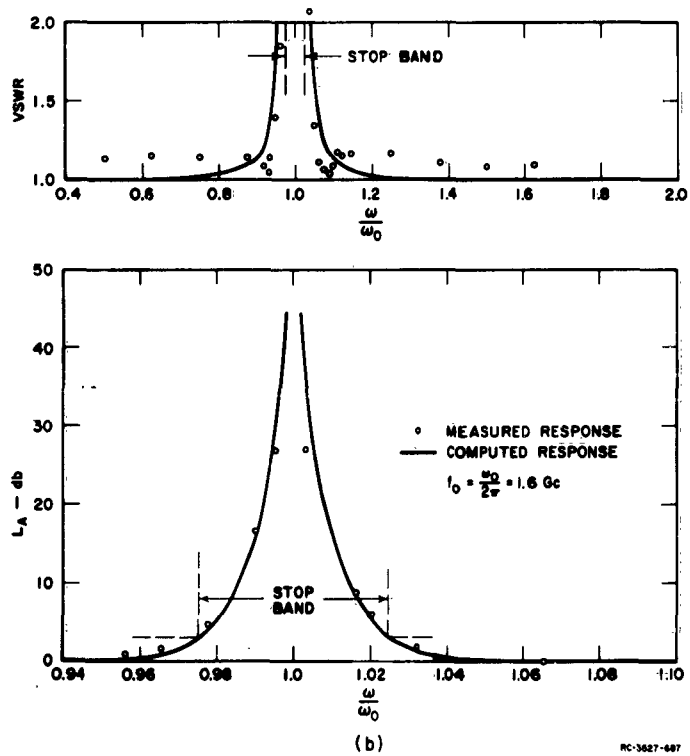 2.0
1.5
1.0
VSWR
STOP BAND
0.4 0.6 0.8 1.0 1.2 1.4 1.6 1.8 2.0
ω/ω0
50
40
30
20
10
0
LA — db
MEASURED RESPONSE
COMPUTED RESPONSE
f0 = ω0/2π = 1.6 Gc
STOP
BAND
0.94 0.96 0.98 1.0 1.02 1.04 1.06 1.08 1.10
ω/ω0
(b)
RC-3527-687